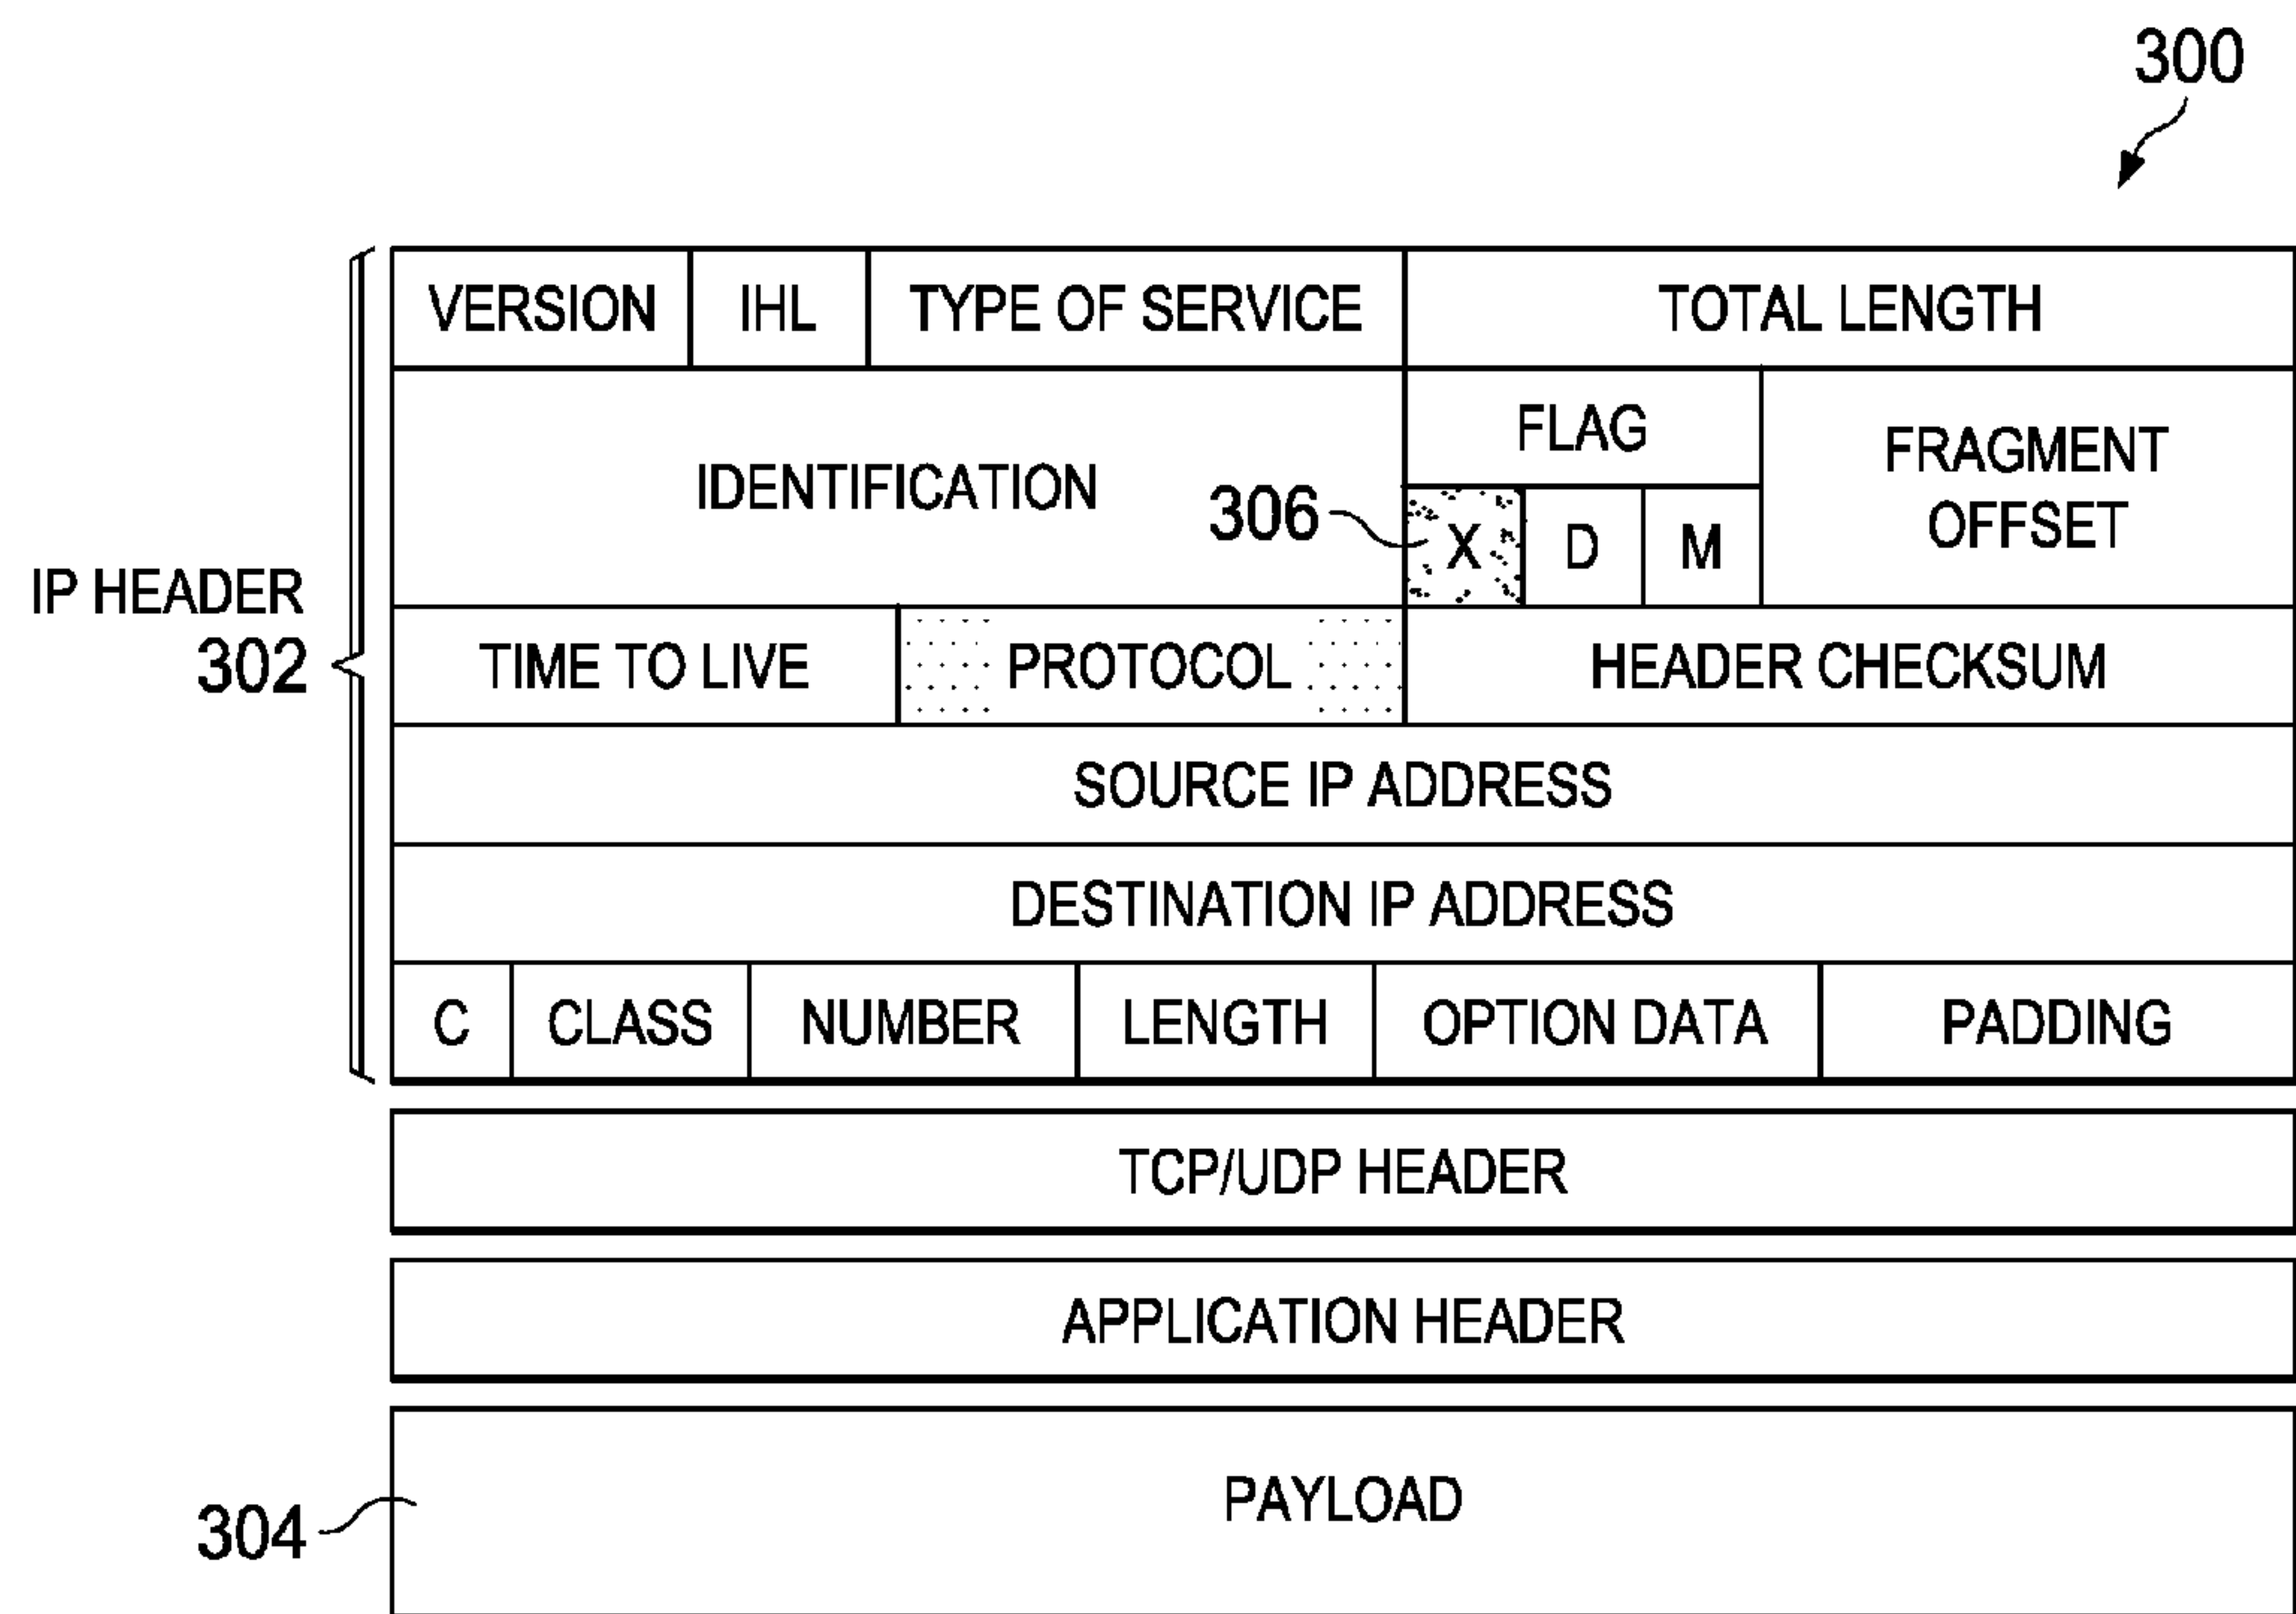 300
VERSION IHL TYPE OF SERVICE TOTAL LENGTH
IDENTIFICATION
FLAG
FRAGMENT
OFFSET
306
X D M
IP HEADER
302
TIME TO LIVE PROTOCOL HEADER CHECKSUM
SOURCE IP ADDRESS
DESTINATION IP ADDRESS
C CLASS NUMBER LENGTH OPTION DATA PADDING
TCP/UDP HEADER
APPLICATION HEADER
PAYLOAD
304